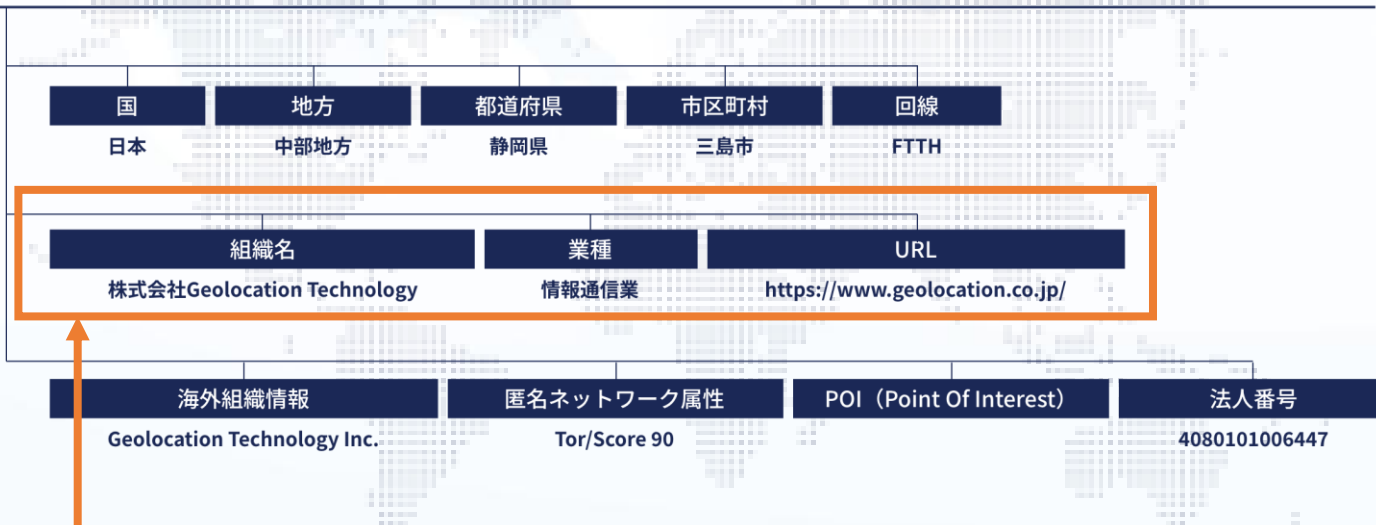 国 地方 都道府県 市区町村 回線
日本 中部地方 静岡県 三島市 FTTH
組織名 業種 URL
株式会社Geolocation Technology 情報通信業 https://www.geolocation.co.jp/
海外組織情報 匿名ネットワーク属性 POI（Point Of Interest） 法人番号
Geolocation Technology Inc. Tor/Score 90 4080101006447